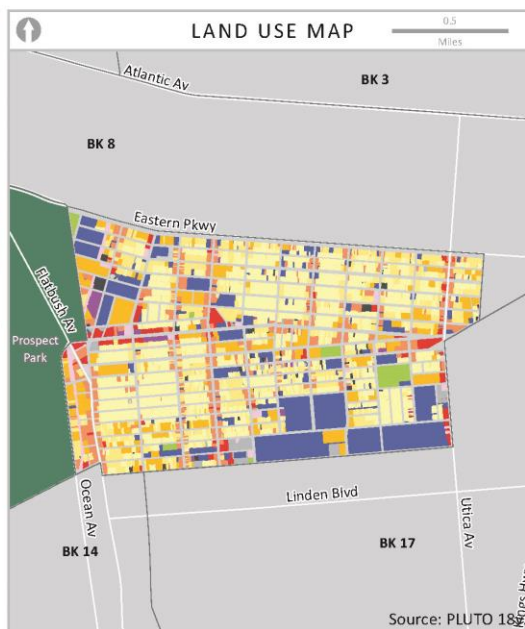 LAND USE MAP
0.5
Miles
Atlantic Av
BK 3
BK 8
Eastern Pkwy
Flatbush Av
Prospect
Park
Linden Blvd
Ocean Av
Utica Av
BK 14
BK 17
Source: PLUTO 18